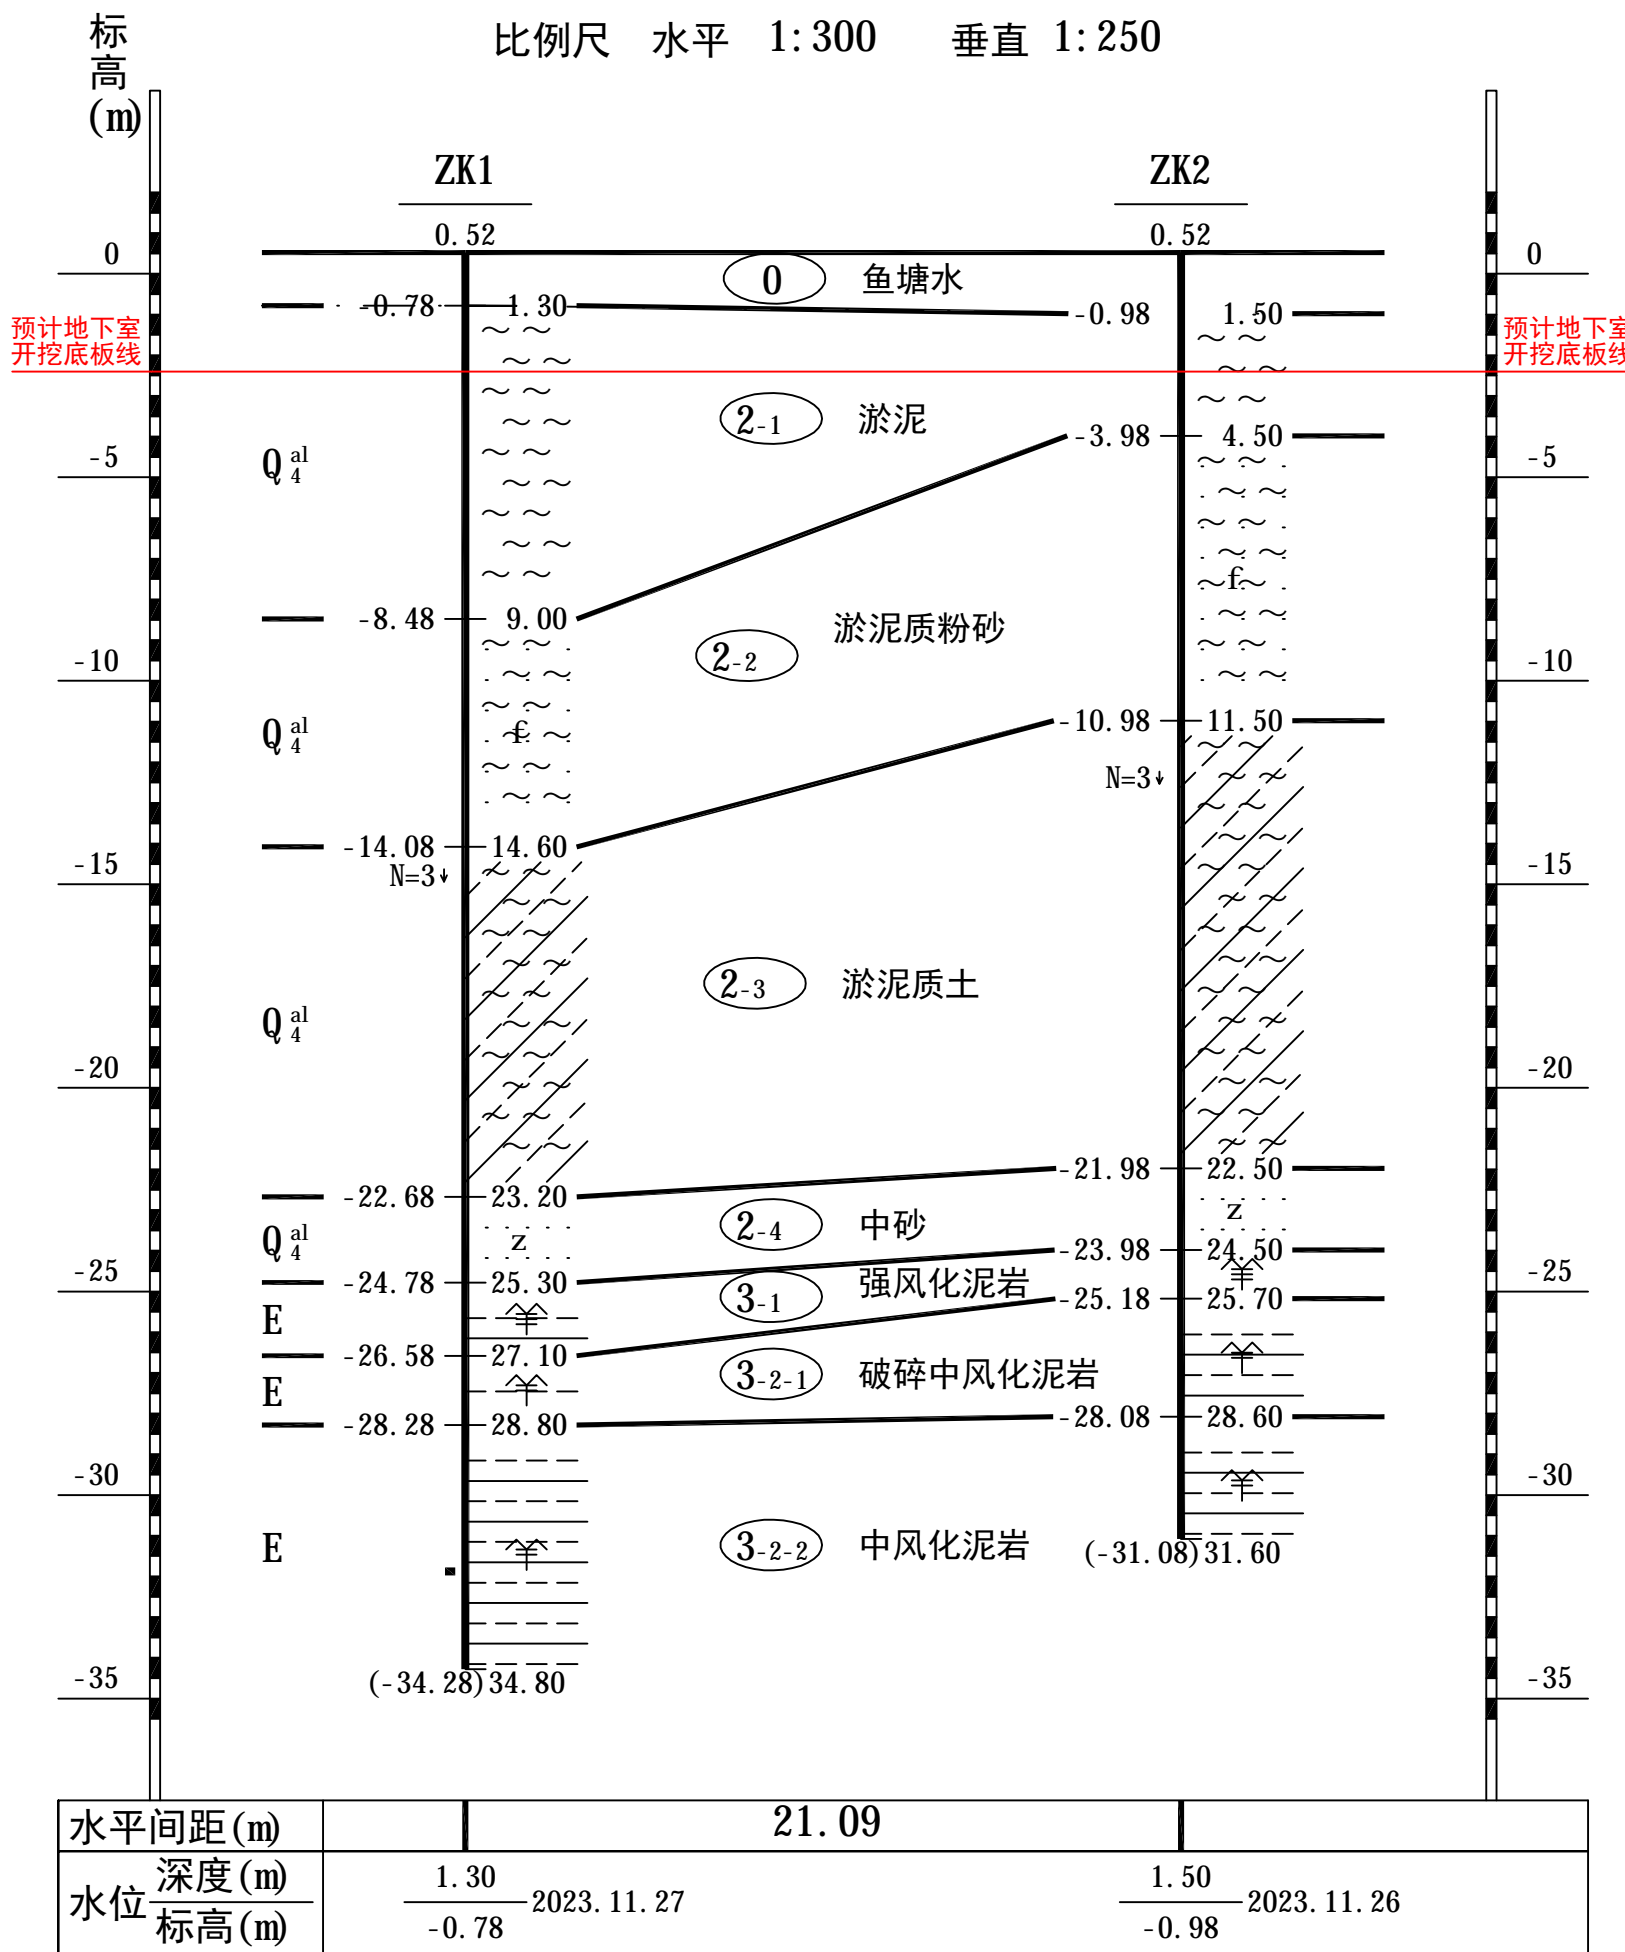 比例尺 水平 1:300 垂直 1:250
标
高
(m)
ZK1 ZK2
0.52 0.52
0 0
0 鱼塘水
-0.78 1.30 -0.98 1.50
预计地下室 预计地下室
开挖底板线 开挖底板线
2-1 淤泥
-3.98 4.50
-5 Q al 4 -5
f
-8.48 9.00
淤泥质粉砂
2-2
-10 -10
-10.98 11.50
Q al 4 f
N=3
-14.08 14.60
N=3
-15 -15
2-3 淤泥质土
Q al 4
-20 -20
-21.98 22.50
-22.68 23.20
z
2-4 中砂
Q al 4 z
-23.98 24.50
-25 -24.78 25.30 -25
3-1 强风化泥岩
-25.18 25.70
E
-26.58 27.10
3-2-1 破碎中风化泥岩
E
-28.28 28.80 -28.08 28.60
-30 -30
E 3-2-2 中风化泥岩
(-31.08) 31.60
(-34.28) 34.80
-35 -35
水平间距(m) 21.09
水位 深度(m) 1.30 2023.11.27 1.50 2023.11.26
标高(m) -0.78 -0.98